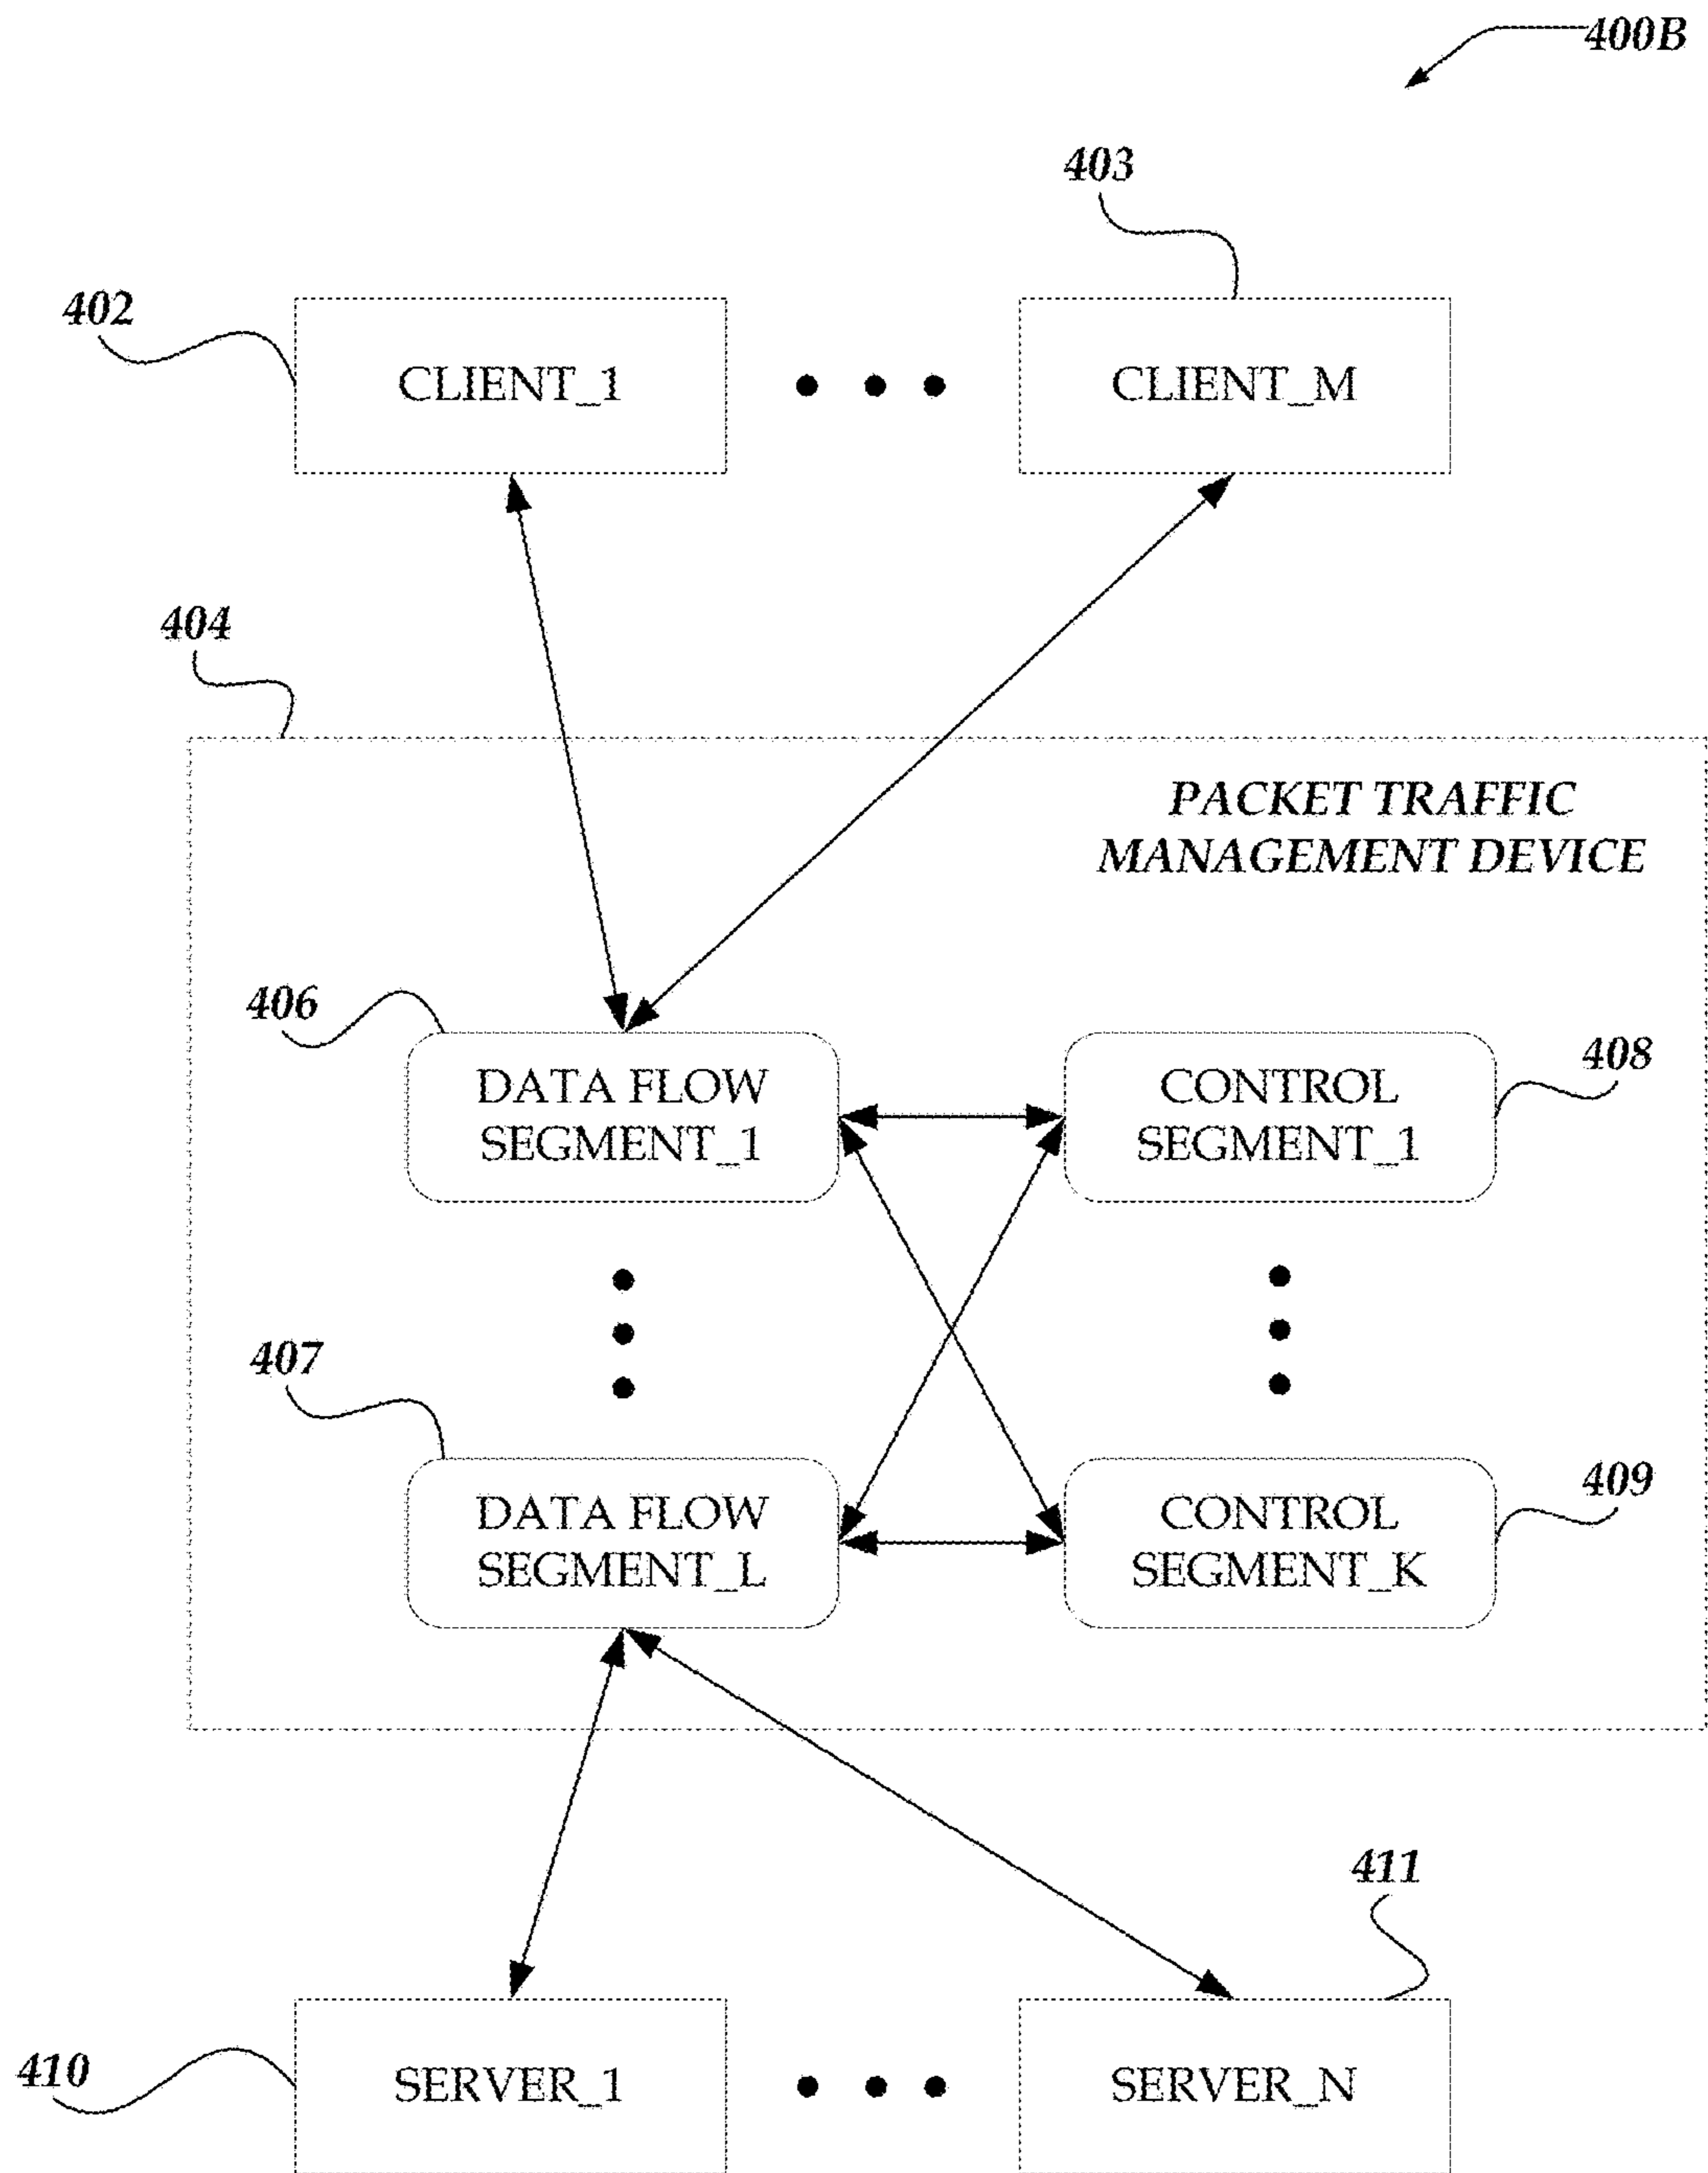 400B
403
402
CLIENT_1
CLIENT_M
404
PACKET TRAFFIC
MANAGEMENT DEVICE
406
DATA FLOW
SEGMENT_1
408
CONTROL
SEGMENT_1
407
DATA FLOW
SEGMENT_L
409
CONTROL
SEGMENT_K
411
410
SERVER_1
SERVER_N